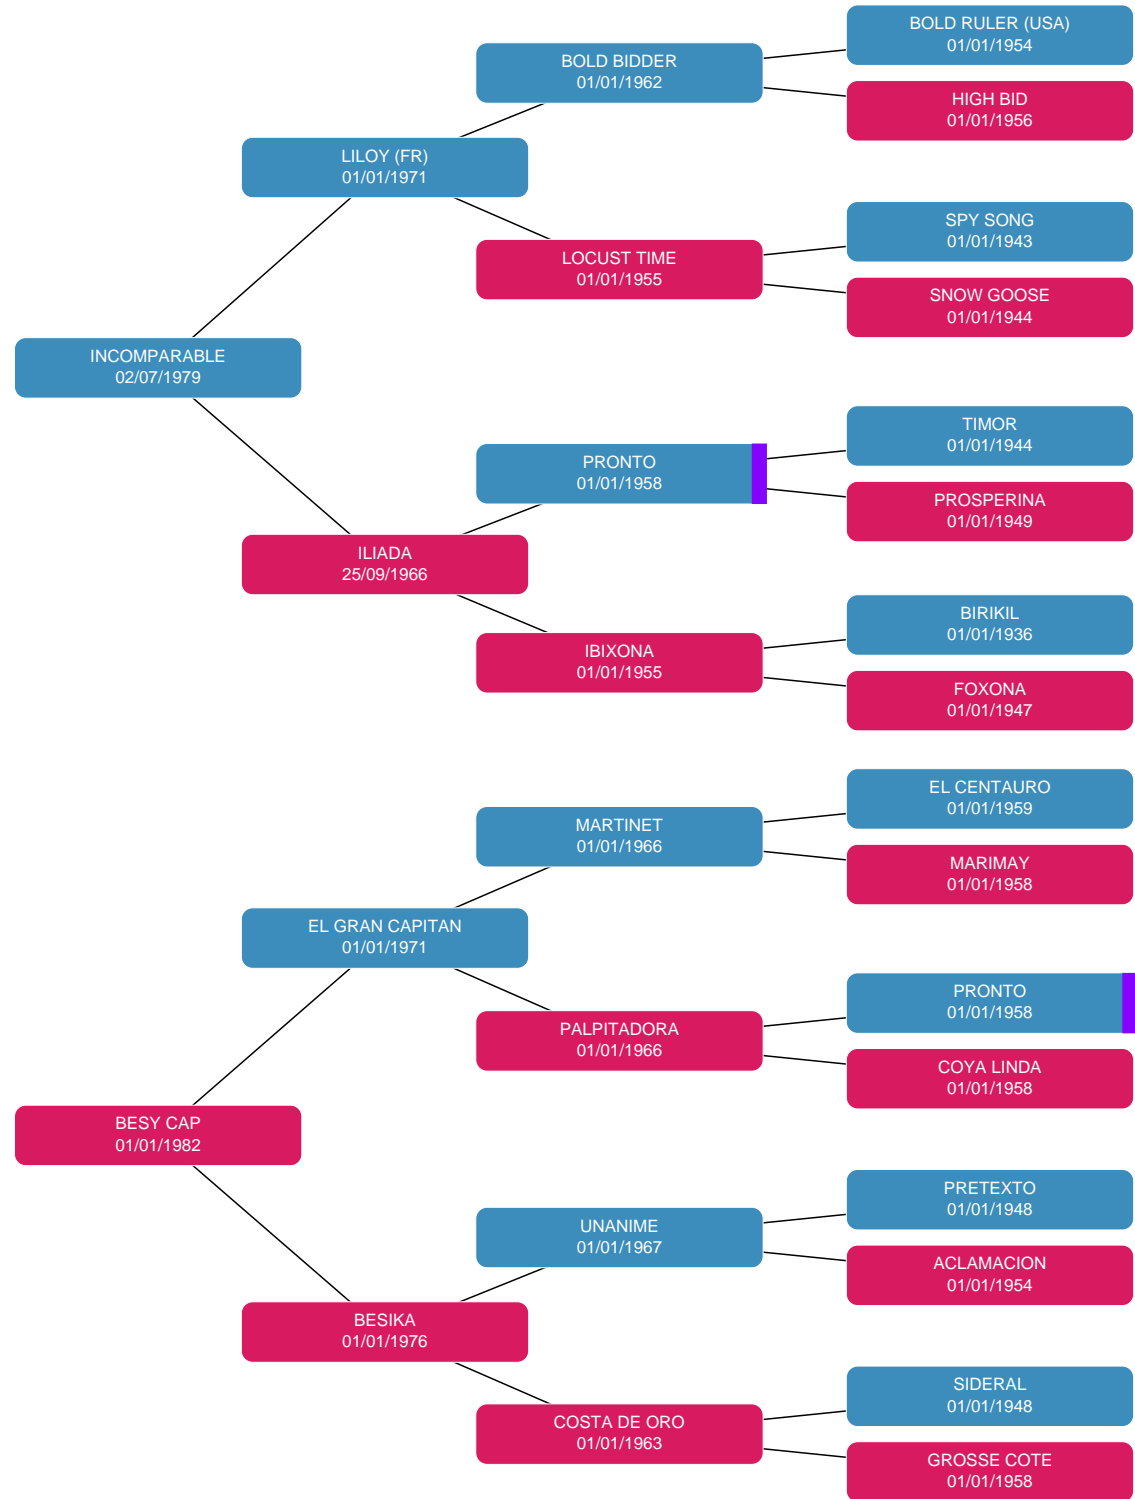 BOLD RULER (USA)
01/01/1954
BOLD BIDDER
01/01/1962
HIGH BID
01/01/1956
LILOY (FR)
01/01/1971
SPY SONG
01/01/1943
LOCUST TIME
01/01/1955
SNOW GOOSE
01/01/1944
INCOMPARABLE
02/07/1979
TIMOR
01/01/1944
PRONTO
01/01/1958
PROSPERINA
01/01/1949
ILIADA
25/09/1966
BIRIKIL
01/01/1936
IBIXONA
01/01/1955
FOXONA
01/01/1947
EL CENTAURO
01/01/1959
MARTINET
01/01/1966
MARIMAY
01/01/1958
EL GRAN CAPITAN
01/01/1971
PRONTO
01/01/1958
PALPITADORA
01/01/1966
COYA LINDA
01/01/1958
BESY CAP
01/01/1982
PRETEXTO
01/01/1948
UNANIME
01/01/1967
ACLAMACION
01/01/1954
BESIKA
01/01/1976
SIDERAL
01/01/1948
COSTA DE ORO
01/01/1963
GROSSE COTE
01/01/1958